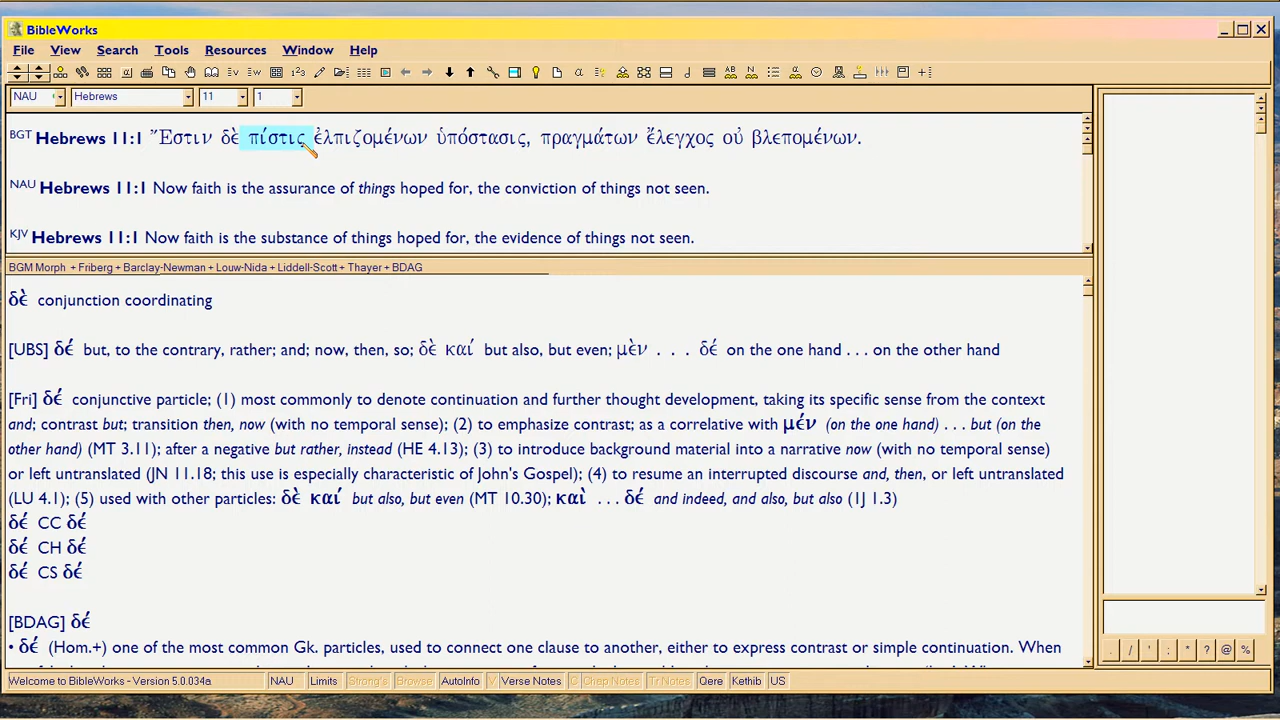 BibleWorks
File View Search Tools Resources Window Help
NAU Hebrews 11 1
BGT Hebrews 11:1 Ἔστιν δὲ πίστις ἐλπιζομένων ὑπόστασις, πραγμάτων ἔλεγχος οὐ βλεπομένων.
NAU Hebrews 11:1 Now faith is the assurance of things hoped for, the conviction of things not seen.
KJV Hebrews 11:1 Now faith is the substance of things hoped for, the evidence of things not seen.
BGM Morph + Friberg + Barclay-Newman + Louw-Nida + Liddell-Scott + Thayer + BDAG
δὲ conjunction coordinating
[UBS] δέ but, to the contrary, rather; and; now, then, so; δὲ καί but also, but even; μὲν . . . δέ on the one hand . . . on the other hand
[Fri] δέ conjunctive particle; (1) most commonly to denote continuation and further thought development, taking its specific sense from the context
and; contrast but; transition then, now (with no temporal sense); (2) to emphasize contrast; as a correlative with μέν (on the one hand) . . . but (on the
other hand) (MT 3.11); after a negative but rather, instead (HE 4.13); (3) to introduce background material into a narrative now (with no temporal sense)
or left untranslated (JN 11.18; this use is especially characteristic of John's Gospel); (4) to resume an interrupted discourse and, then, or left untranslated
(LU 4.1); (5) used with other particles: δὲ καί but also, but even (MT 10.30); καὶ . . . δέ and indeed, and also, but also (1J 1.3)
δέ CC δέ
δέ CH δέ
δέ CS δέ
[BDAG] δέ
• δέ (Hom.+) one of the most common Gk. particles, used to connect one clause to another, either to express contrast or simple continuation. When
. / ' ; * ? @ %
Welcome to BibleWorks - Version 5.0.034a NAU Limits Strong's Browse AutoInfo V Verse Notes C Chap Notes Tr Notes Qere Kethib US